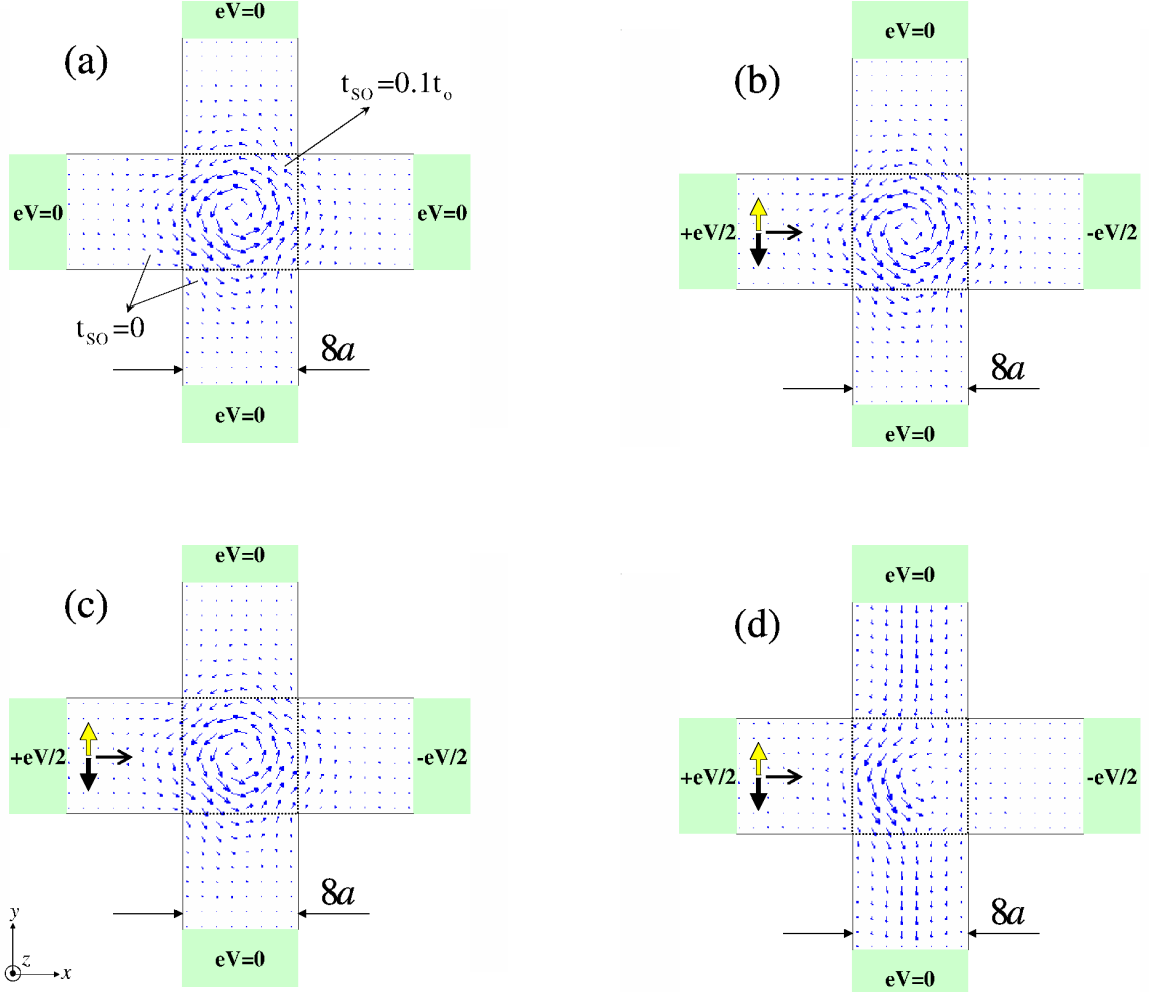 eV=0
(a)
t_SO=0.1t_o
eV=0
eV=0
t_SO=0
8a
eV=0
eV=0
(b)
+eV/2
-eV/2
8a
eV=0
eV=0
(c)
+eV/2
-eV/2
8a
y
z
x
eV=0
eV=0
(d)
+eV/2
-eV/2
8a
eV=0